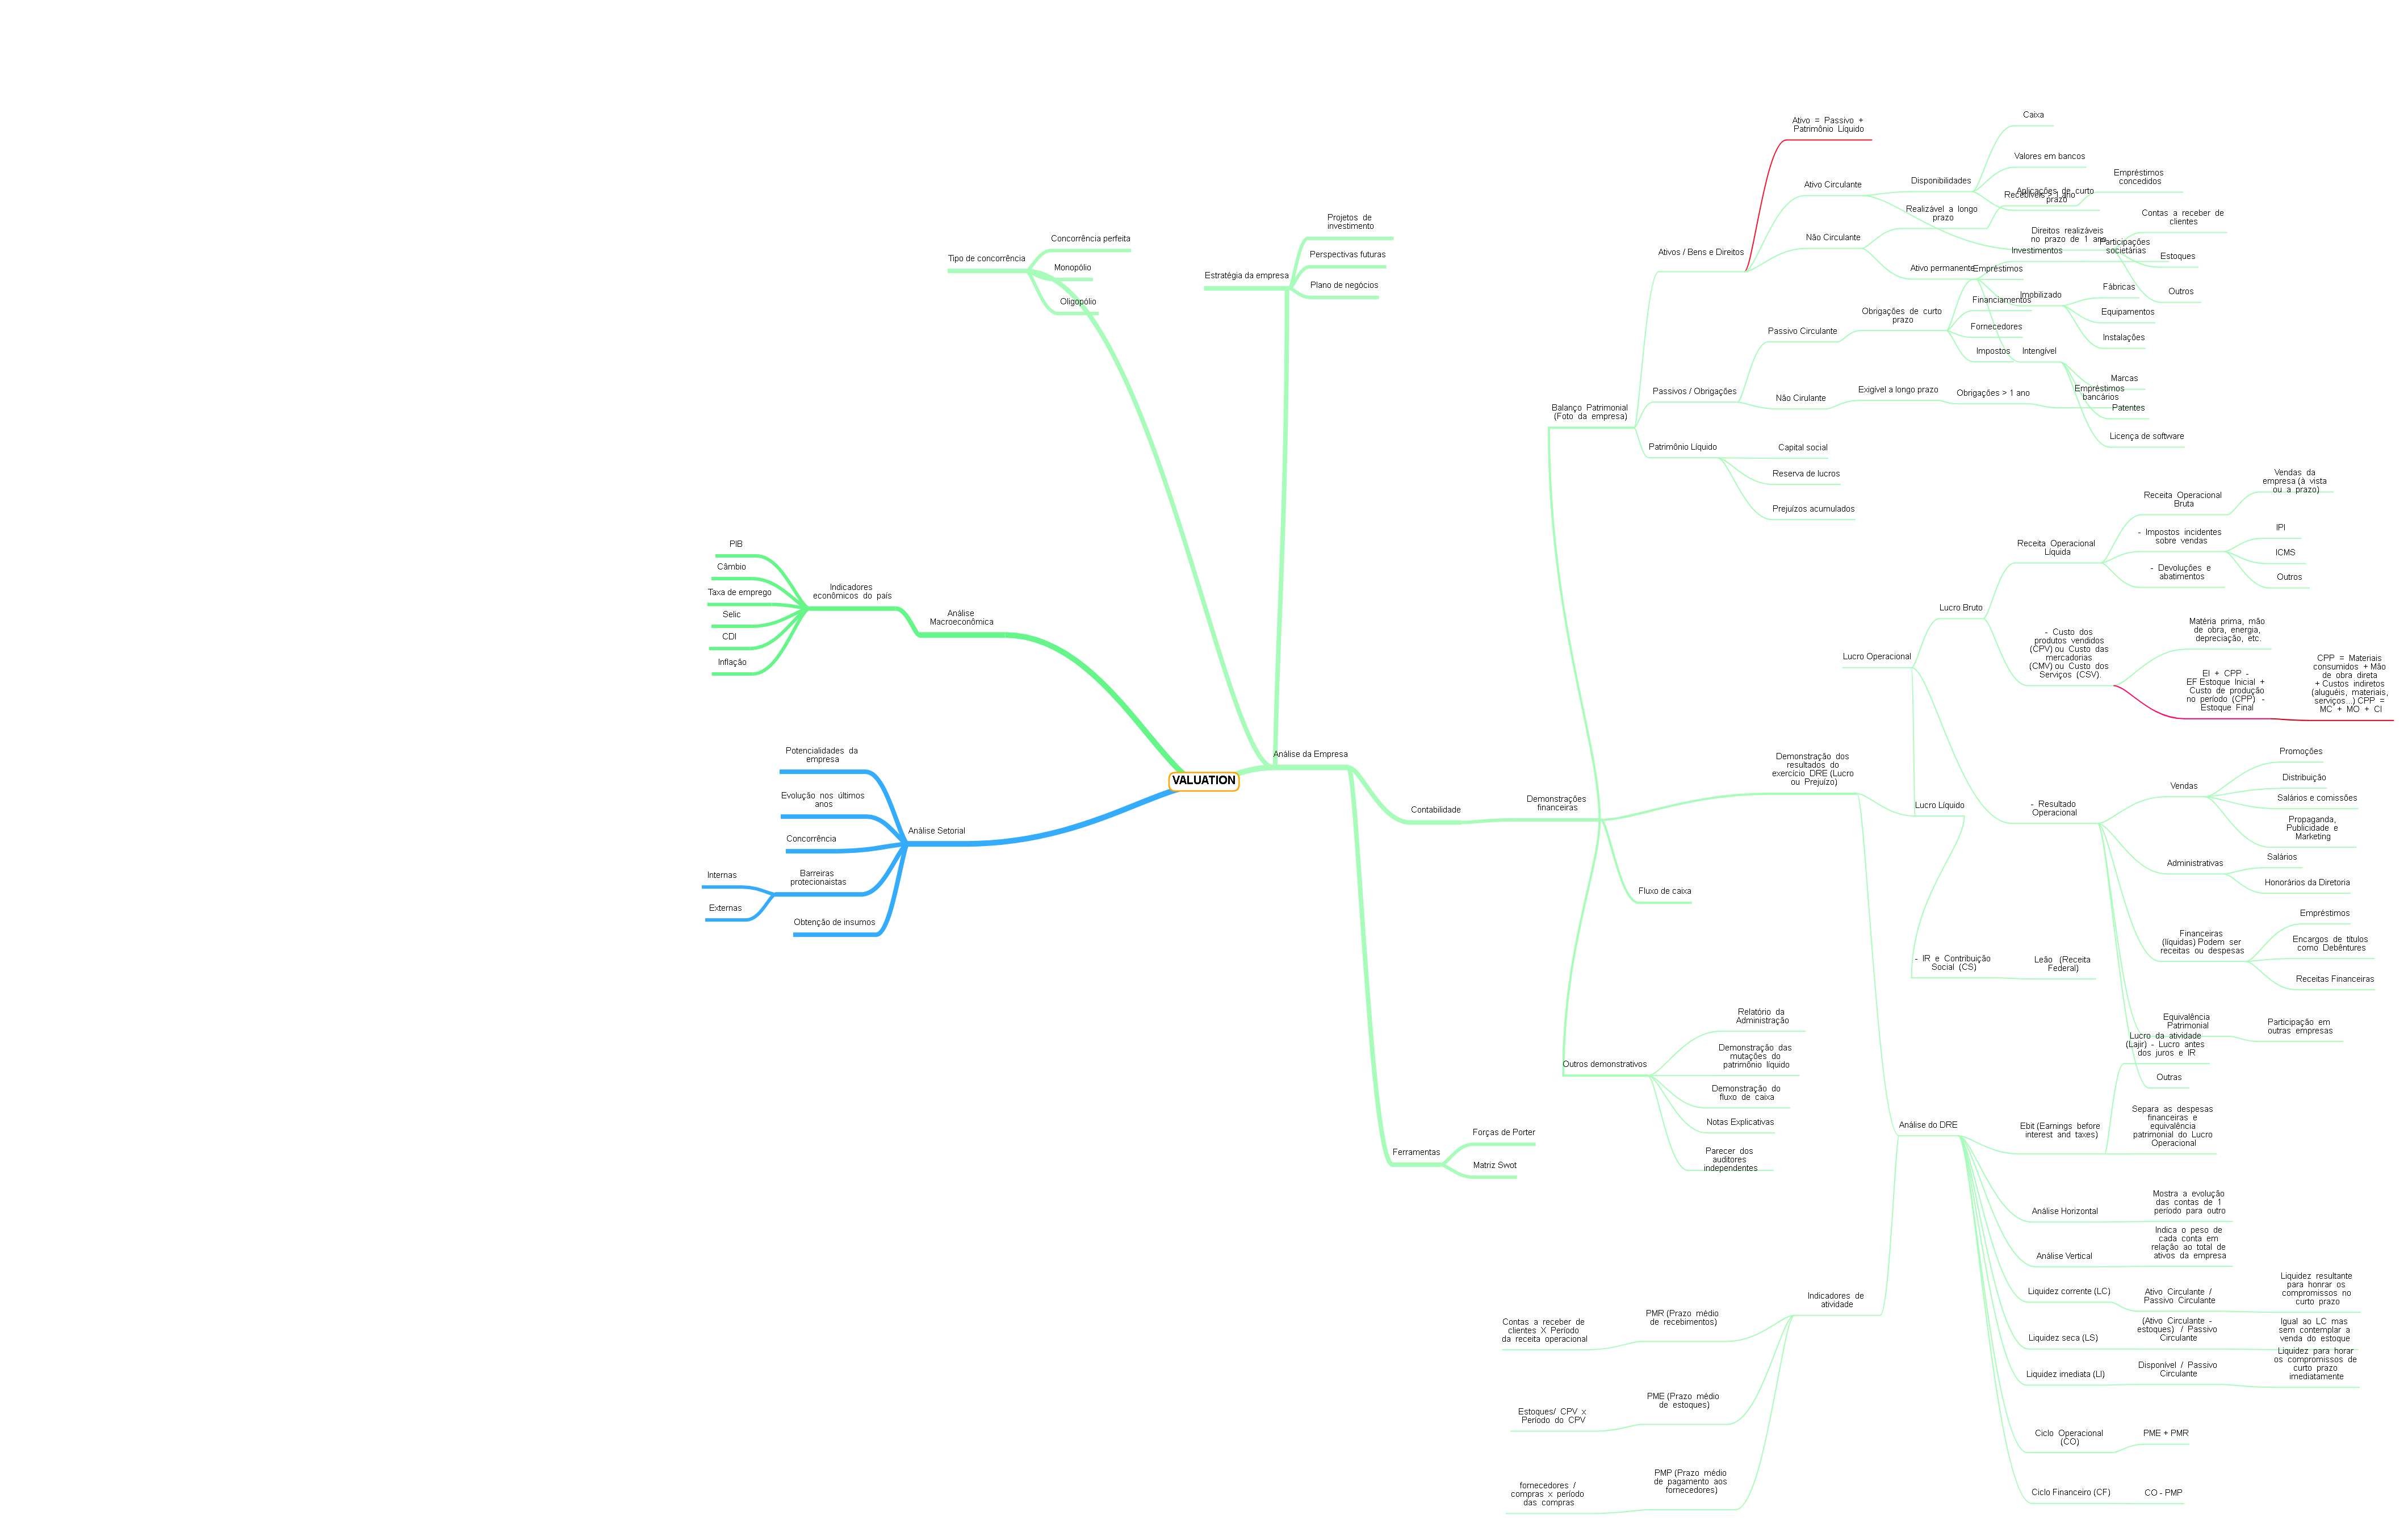 VALUATION
Análise
Macroeconômica
Indicadores
econômicos do país
PIB
Câmbio
Taxa de emprego
Selic
CDI
Inflação
Análise Setorial
Potencialidades da
empresa
Evolução nos últimos
anos
Concorrência
Barreiras
protecionaistas
Internas
Externas
Obtenção de insumos
Análise da Empresa
Tipo de concorrência
Concorrência perfeita
Monopólio
Oligopólio
Estratégia da empresa
Projetos de
investimento
Perspectivas futuras
Plano de negócios
Contabilidade
Demonstrações
financeiras
Balanço Patrimonial
(Foto da empresa)
Ativos / Bens e Direitos
Ativo = Passivo +
Patrimônio Líquido
Ativo Circulante
Disponibilidades
Caixa
Valores em bancos
Aplicações de curto
prazo
Direitos realizáveis
no prazo de 1 ano
Contas a receber de
clientes
Estoques
Outros
Não Circulante
Realizável a longo
prazo
Recebíveis > 1 ano
Empréstimos
concedidos
Ativo permanente
Investimentos
Participações
societárias
Imobilizado
Fábricas
Equipamentos
Instalações
Intengível
Marcas
Patentes
Licença de software
Passivos / Obrigações
Passivo Circulante
Obrigações de curto
prazo
Empréstimos
Financiamentos
Fornecedores
Impostos
Não Cirulante
Exigível a longo prazo
Obrigações > 1 ano
Empréstimos
bancários
Patrimônio Líquido
Capital social
Reserva de lucros
Prejuízos acumulados
Demonstração dos
resultados do
exercício DRE (Lucro
ou Prejuízo)
Lucro Líquido
Lucro Operacional
Lucro Bruto
Receita Operacional
Líquida
Receita Operacional
Bruta
Vendas da
empresa (à vista
ou a prazo)
- Impostos incidentes
sobre vendas
IPI
ICMS
Outros
- Devoluções e
abatimentos
- Custo dos
produtos vendidos
(CPV) ou Custo das
mercadorias
(CMV) ou Custo dos
Serviços (CSV).
Matéria prima, mão
de obra, energia,
depreciação, etc.
EI + CPP -
EF Estoque Inicial +
Custo de produção
no período (CPP) -
Estoque Final
CPP = Materiais
consumidos + Mão
de obra direta
+ Custos indiretos
(aluguéis, materiais,
serviços...) CPP =
MC + MO + CI
- Resultado
Operacional
Vendas
Promoções
Distribuição
Salários e comissões
Propaganda,
Publicidade e
Marketing
Administrativas
Salários
Honorários da Diretoria
Financeiras
(líquidas) Podem ser
receitas ou despesas
Empréstimos
Encargos de títulos
como Debêntures
Receitas Financeiras
Equivalência
Patrimonial
Participação em
outras empresas
Outras
- IR e Contribuição
Social (CS)
Leão (Receita
Federal)
Análise do DRE
Ebit (Earnings before
interest and taxes)
Lucro da atividade
(Lajir) - Lucro antes
dos juros e IR
Separa as despesas
financeiras e
equivalência
patrimonial do Lucro
Operacional
Análise Horizontal
Mostra a evolução
das contas de 1
período para outro
Análise Vertical
Indica o peso de
cada conta em
relação ao total de
ativos da empresa
Liquidez corrente (LC)
Ativo Circulante /
Passivo Circulante
Liquidez resultante
para honrar os
compromissos no
curto prazo
Liquidez seca (LS)
(Ativo Circulante -
estoques) / Passivo
Circulante
Igual ao LC mas
sem contemplar a
venda do estoque
Liquidez imediata (LI)
Disponível / Passivo
Circulante
Liquidez para horar
os compromissos de
curto prazo
imediatamente
Ciclo Operacional
(CO)
PME + PMR
Ciclo Financeiro (CF)
CO - PMP
Indicadores de
atividade
PMR (Prazo médio
de recebimentos)
Contas a receber de
clientes X Período
da receita operacional
PME (Prazo médio
de estoques)
Estoques/ CPV x
Período do CPV
PMP (Prazo médio
de pagamento aos
fornecedores)
fornecedores /
compras x período
das compras
Fluxo de caixa
Outros demonstrativos
Relatório da
Administração
Demonstração das
mutações do
patrimônio líquido
Demonstração do
fluxo de caixa
Notas Explicativas
Parecer dos
auditores
independentes
Ferramentas
Forças de Porter
Matriz Swot